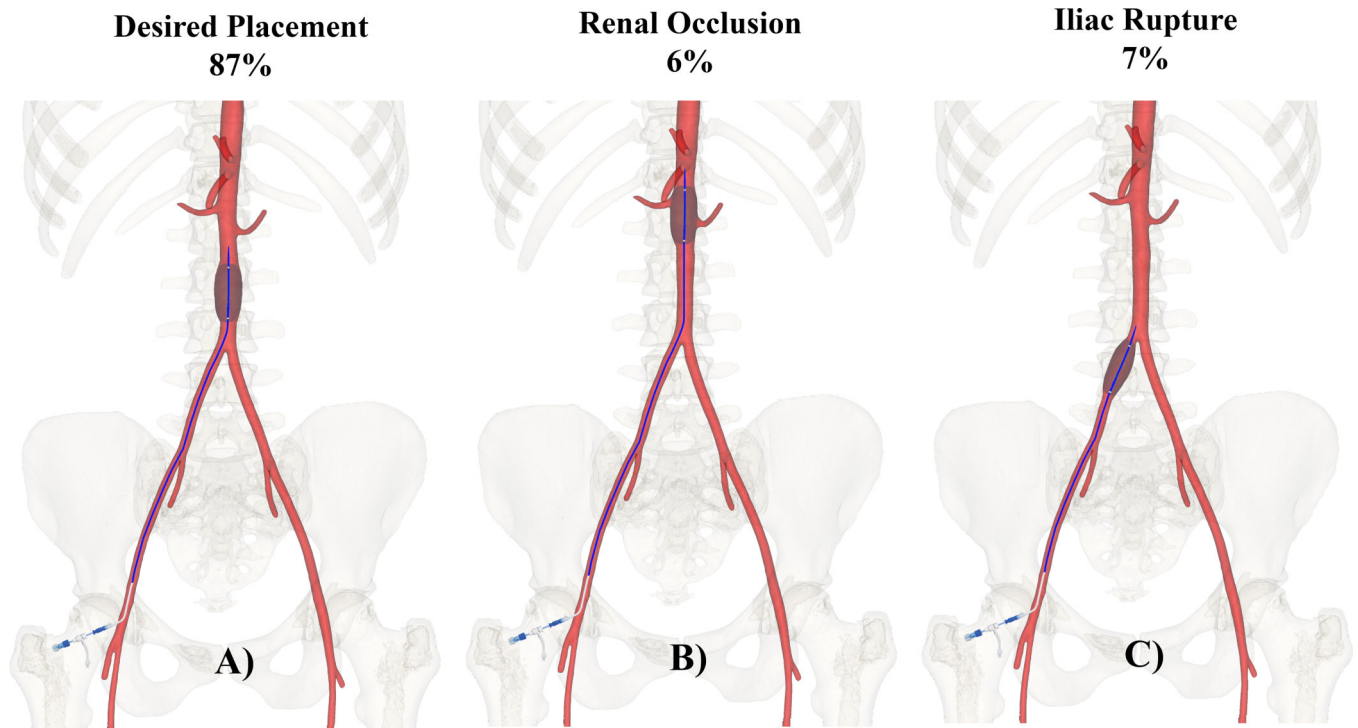 Desired Placement
87%
Renal Occlusion
6%
Iliac Rupture
7%
A)
B)
C)